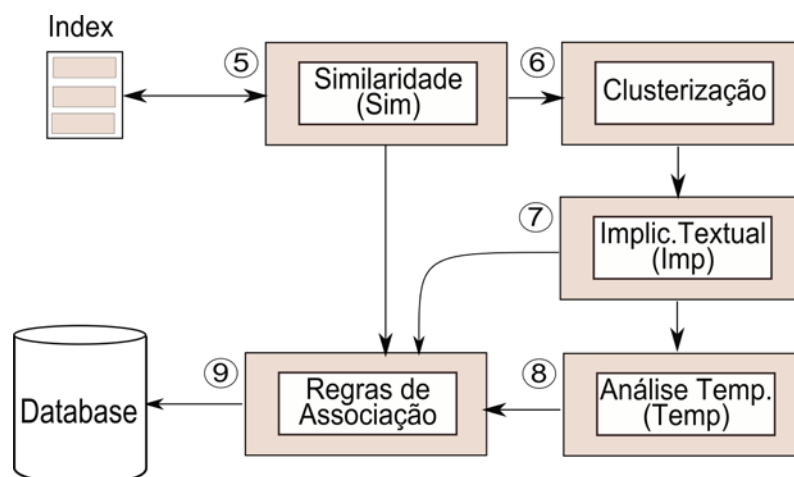 Index
⑤
Similaridade
(Sim)
⑥
Clusterização
⑦
Implic.Textual
(Imp)
⑧
Análise Temp.
(Temp)
⑨
Regras de
Associação
Database